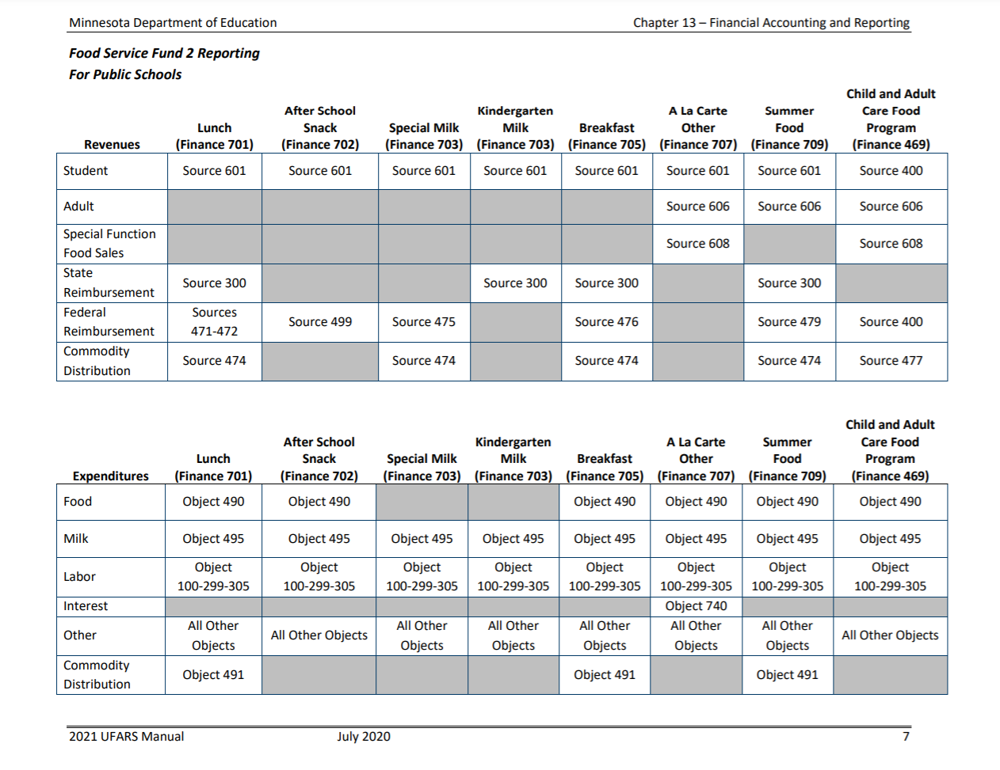 Minnesota Department of Education Chapter 13 – Financial Accounting and Reporting
Food Service Fund 2 Reporting
For Public Schools
Revenues Lunch (Finance 701) After School Snack (Finance 702) Special Milk (Finance 703) Kindergarten Milk (Finance 703) Breakfast (Finance 705) A La Carte Other (Finance 707) Summer Food (Finance 709) Child and Adult Care Food Program (Finance 469)
Student Source 601 Source 601 Source 601 Source 601 Source 601 Source 601 Source 601 Source 400
Adult Source 606 Source 606 Source 606
Special Function Food Sales Source 608 Source 608
State Reimbursement Source 300 Source 300 Source 300 Source 300
Federal Reimbursement Sources 471-472 Source 499 Source 475 Source 476 Source 479 Source 400
Commodity Distribution Source 474 Source 474 Source 474 Source 474 Source 477
Expenditures Lunch (Finance 701) After School Snack (Finance 702) Special Milk (Finance 703) Kindergarten Milk (Finance 703) Breakfast (Finance 705) A La Carte Other (Finance 707) Summer Food (Finance 709) Child and Adult Care Food Program (Finance 469)
Food Object 490 Object 490 Object 490 Object 490 Object 490 Object 490
Milk Object 495 Object 495 Object 495 Object 495 Object 495 Object 495 Object 495 Object 495
Labor Object 100-299-305 Object 100-299-305 Object 100-299-305 Object 100-299-305 Object 100-299-305 Object 100-299-305 Object 100-299-305 Object 100-299-305
Interest Object 740
Other All Other Objects All Other Objects All Other Objects All Other Objects All Other Objects All Other Objects All Other Objects All Other Objects
Commodity Distribution Object 491 Object 491 Object 491
2021 UFARS Manual July 2020 7